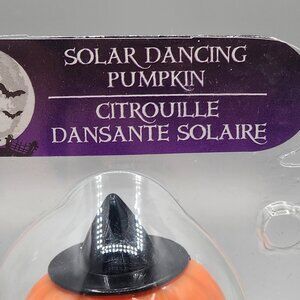 SOLAR DANCING
PUMPKIN
CITROUILLE
DANSANTE SOLAIRE